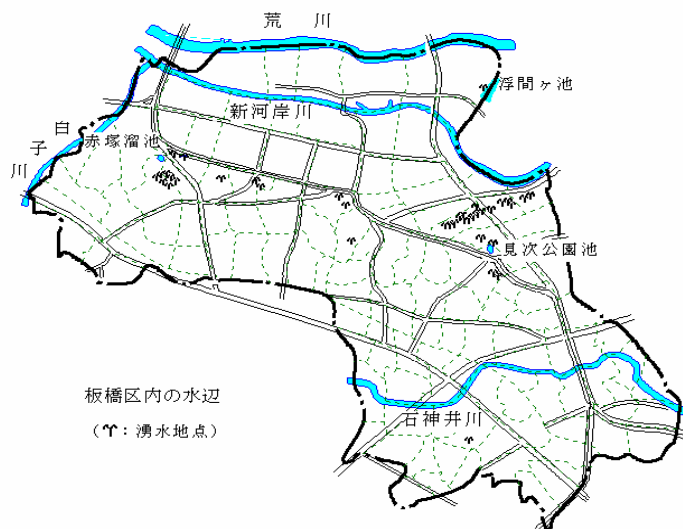 荒川
浮間ヶ池
新河岸川
白子川
赤塚溜池
見次公園池
板橋区内の水辺
石神井川
(♈: 湧水地点)